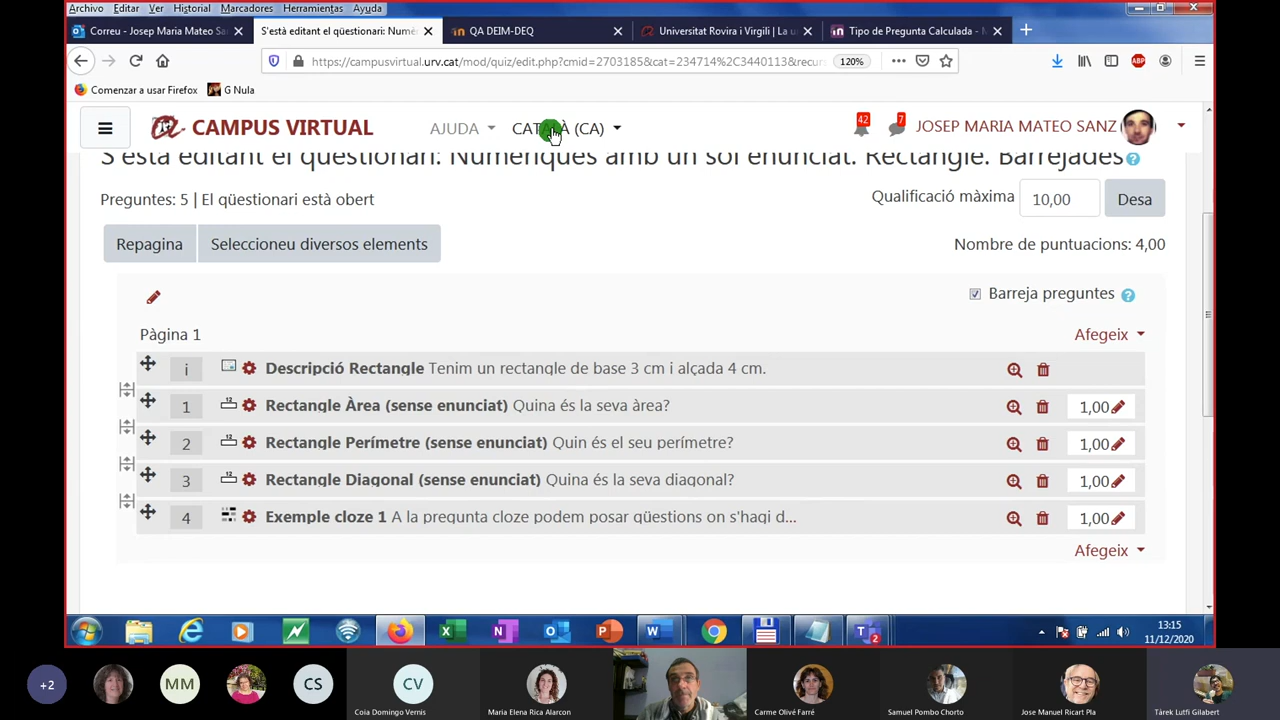 Archivo Editar Ver Historial Marcadores Herramientas Ayuda
Correu - Josep Maria Mateo Sa
S'està editant el qüestionari: Numè
QA DEIM-DEQ
Universitat Rovira i Virgili | La u
Tipo de Pregunta Calculada - M
https://campusvirtual.urv.cat/mod/quiz/edit.php?cmid=2703185&cat=234714%2C3440113&recur
120%
Comenzar a usar Firefox
G Nula
CAMPUS VIRTUAL
AJUDA
CATALÀ (CA)
42
7
JOSEP MARIA MATEO SANZ
S'està editant el qüestionari: Numèriques amb un sol enunciat. Rectangle. Barrejades
Preguntes: 5 | El qüestionari està obert
Qualificació màxima
10,00
Desa
Repagina
Seleccioneu diversos elements
Nombre de puntuacions: 4,00
Barreja preguntes
Pàgina 1
Afegeix
i Descripció Rectangle Tenim un rectangle de base 3 cm i alçada 4 cm.
1 Rectangle Àrea (sense enunciat) Quina és la seva àrea? 1,00
2 Rectangle Perímetre (sense enunciat) Quin és el seu perímetre? 1,00
3 Rectangle Diagonal (sense enunciat) Quina és la seva diagonal? 1,00
4 Exemple cloze 1 A la pregunta cloze podem posar qüestions on s'hagi d... 1,00
Afegeix
13:15
11/12/2020
+2
MM
CS
CV
Coia Domingo Vernis
Maria Elena Rica Alarcon
Carme Olivé Farré
Samuel Pombo Chorto
Jose Manuel Ricart Pla
Tàrek Lutfi Gilabert